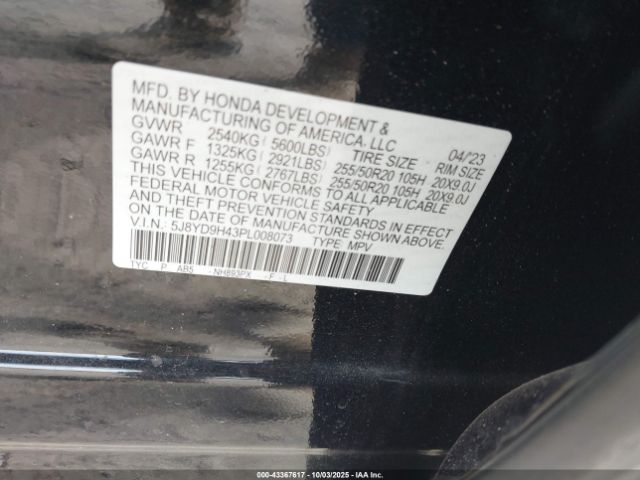 MFD. BY HONDA DEVELOPMENT &
MANUFACTURING OF AMERICA, LLC 04/'23
GVWR 2540KG (5600LBS) TIRE SIZE RIM SIZE
GAWR F 1325KG (2921LBS) 255/50R20 105H 20X9.0J
GAWR R 1255KG (2767LBS) 255/50R20 105H 20X9.0J
THIS VEHICLE CONFORMS TO ALL APPLICABLE
FEDERAL MOTOR VEHICLE SAFETY
AND THEFT PREVENTION STANDARDS IN EFFECT
ON THE DATE OF MANUFACTURE SHOWN ABOVE.
V.I.N.: 5J8YD9H43PL008073 TYPE MPV
TYC P AB5 NH893PX -F-L
000-43367617 | 10/03/2025 | IAA Inc.